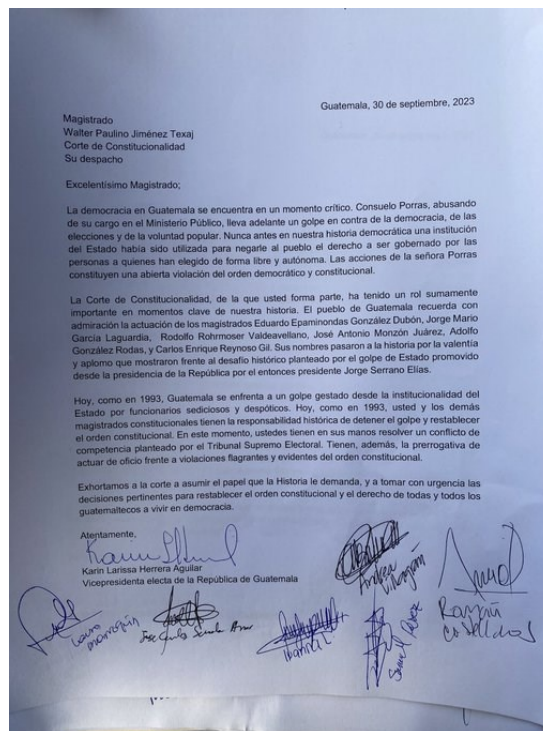 Guatemala, 30 de septiembre, 2023
Magistrado
Walter Paulino Jiménez Texaj
Corte de Constitucionalidad
Su despacho
Excelentísimo Magistrado;
La democracia en Guatemala se encuentra en un momento crítico. Consuelo Porras, abusando
de su cargo en el Ministerio Público, lleva adelante un golpe en contra de la democracia, de las
elecciones y de la voluntad popular. Nunca antes en nuestra historia democrática una institución
del Estado había sido utilizada para negarle al pueblo el derecho a ser gobernado por las
personas a quienes han elegido de forma libre y autónoma. Las acciones de la señora Porras
constituyen una abierta violación del orden democrático y constitucional.
La Corte de Constitucionalidad, de la que usted forma parte, ha tenido un rol sumamente
importante en momentos clave de nuestra historia. El pueblo de Guatemala recuerda con
admiración la actuación de los magistrados Eduardo Epaminondas González Dubón, Jorge Mario
García Laguardia, Rodolfo Rohrmoser Valdeavellano, José Antonio Monzón Juárez, Adolfo
González Rodas, y Carlos Enrique Reynoso Gil. Sus nombres pasaron a la historia por la valentía
y aplomo que mostraron frente al desafío histórico planteado por el golpe de Estado promovido
desde la presidencia de la República por el entonces presidente Jorge Serrano Elías.
Hoy, como en 1993, Guatemala se enfrenta a un golpe gestado desde la institucionalidad del
Estado por funcionarios sediciosos y despóticos. Hoy, como en 1993, usted y los demás
magistrados constitucionales tienen la responsabilidad histórica de detener el golpe y restablecer
el orden constitucional. En este momento, ustedes tienen en sus manos resolver un conflicto de
competencia planteado por el Tribunal Supremo Electoral. Tienen, además, la prerrogativa de
actuar de oficio frente a violaciones flagrantes y evidentes del orden constitucional.
Exhortamos a la corte a asumir el papel que la Historia le demanda, y a tomar con urgencia las
decisiones pertinentes para restablecer el orden constitucional y el derecho de todas y todos los
guatemaltecos a vivir en democracia.
Atentamente,
Karin Larissa Herrera Aguilar
Vicepresidenta electa de la República de Guatemala
Andrea
Laura
José